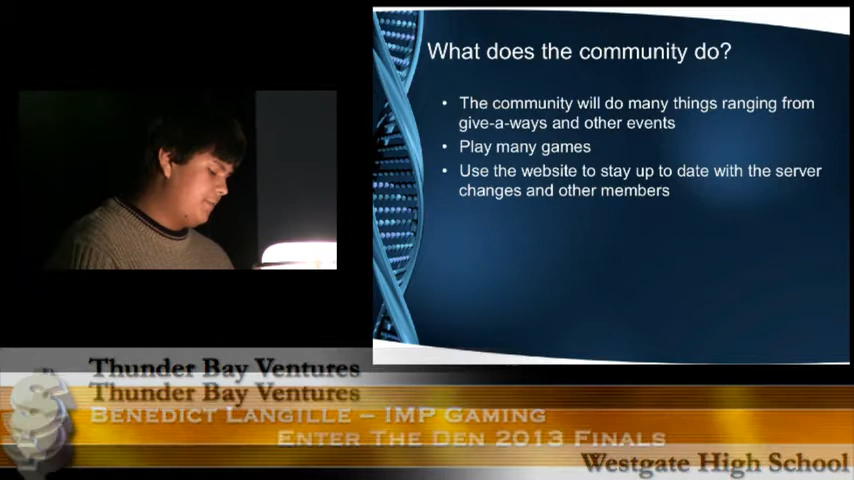 What does the community do?
• The community will do many things ranging from
give-a-ways and other events
• Play many games
• Use the website to stay up to date with the server
changes and other members
Thunder Bay Ventures
Thunder Bay Ventures
Benedict Langille – IMP Gaming
Enter The Den 2013 Finals
Westgate High School